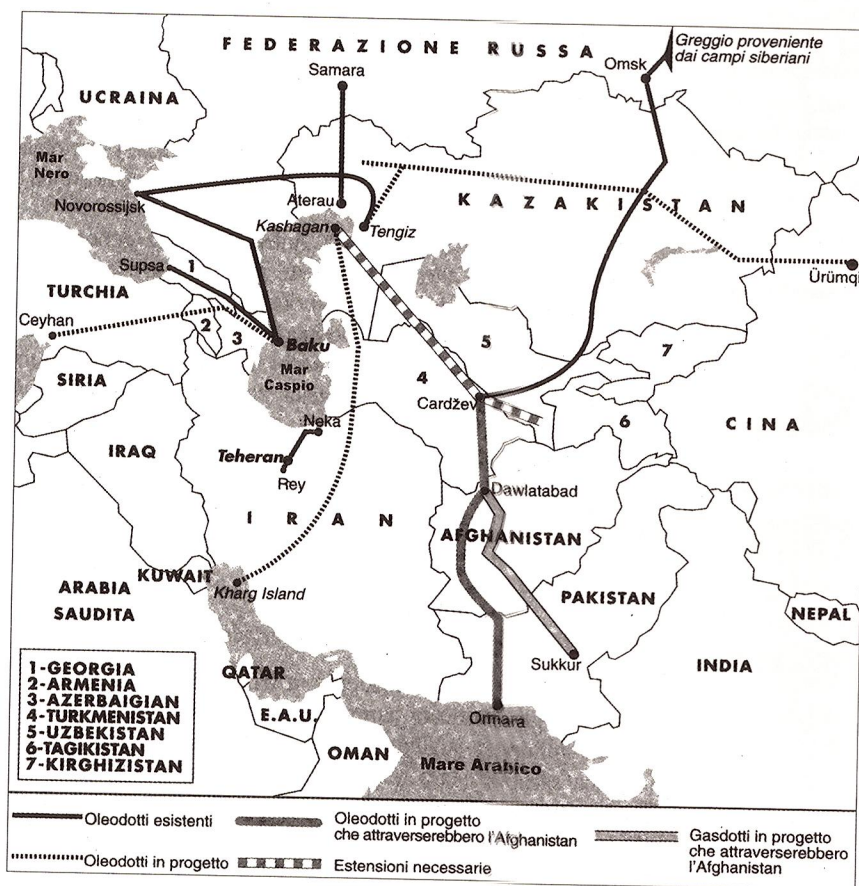 FEDERAZIONE RUSSA
Greggio proveniente
dai campi siberiani
Omsk
Samara
UCRAINA
Mar
Nero
Novorossijsk
Aterau
Kashagan
Tengiz
KAZAKISTAN
Supsa
1
Ürümqi
TURCHIA
Ceyhan
2
3
Baku
Mar
Caspio
5
7
4
Cardžev
6
CINA
SIRIA
IRAQ
Neka
Teheran
Rey
IRAN
Dawlatabad
AFGHANISTAN
KUWAIT
Kharg Island
ARABIA
SAUDITA
PAKISTAN
NEPAL
Sukkur
INDIA
QATAR
E.A.U.
OMAN
Ormara
Mare Arabico
1-GEORGIA
2-ARMENIA
3-AZERBAIGIAN
4-TURKMENISTAN
5-UZBEKISTAN
6-TAGIKISTAN
7-KIRGHIZISTAN
Oleodotti esistenti
Oleodotti in progetto
che attraverserebbero l'Afghanistan
Gasdotti in progetto
che attraverserebbero
l'Afghanistan
Oleodotti in progetto
Estensioni necessarie